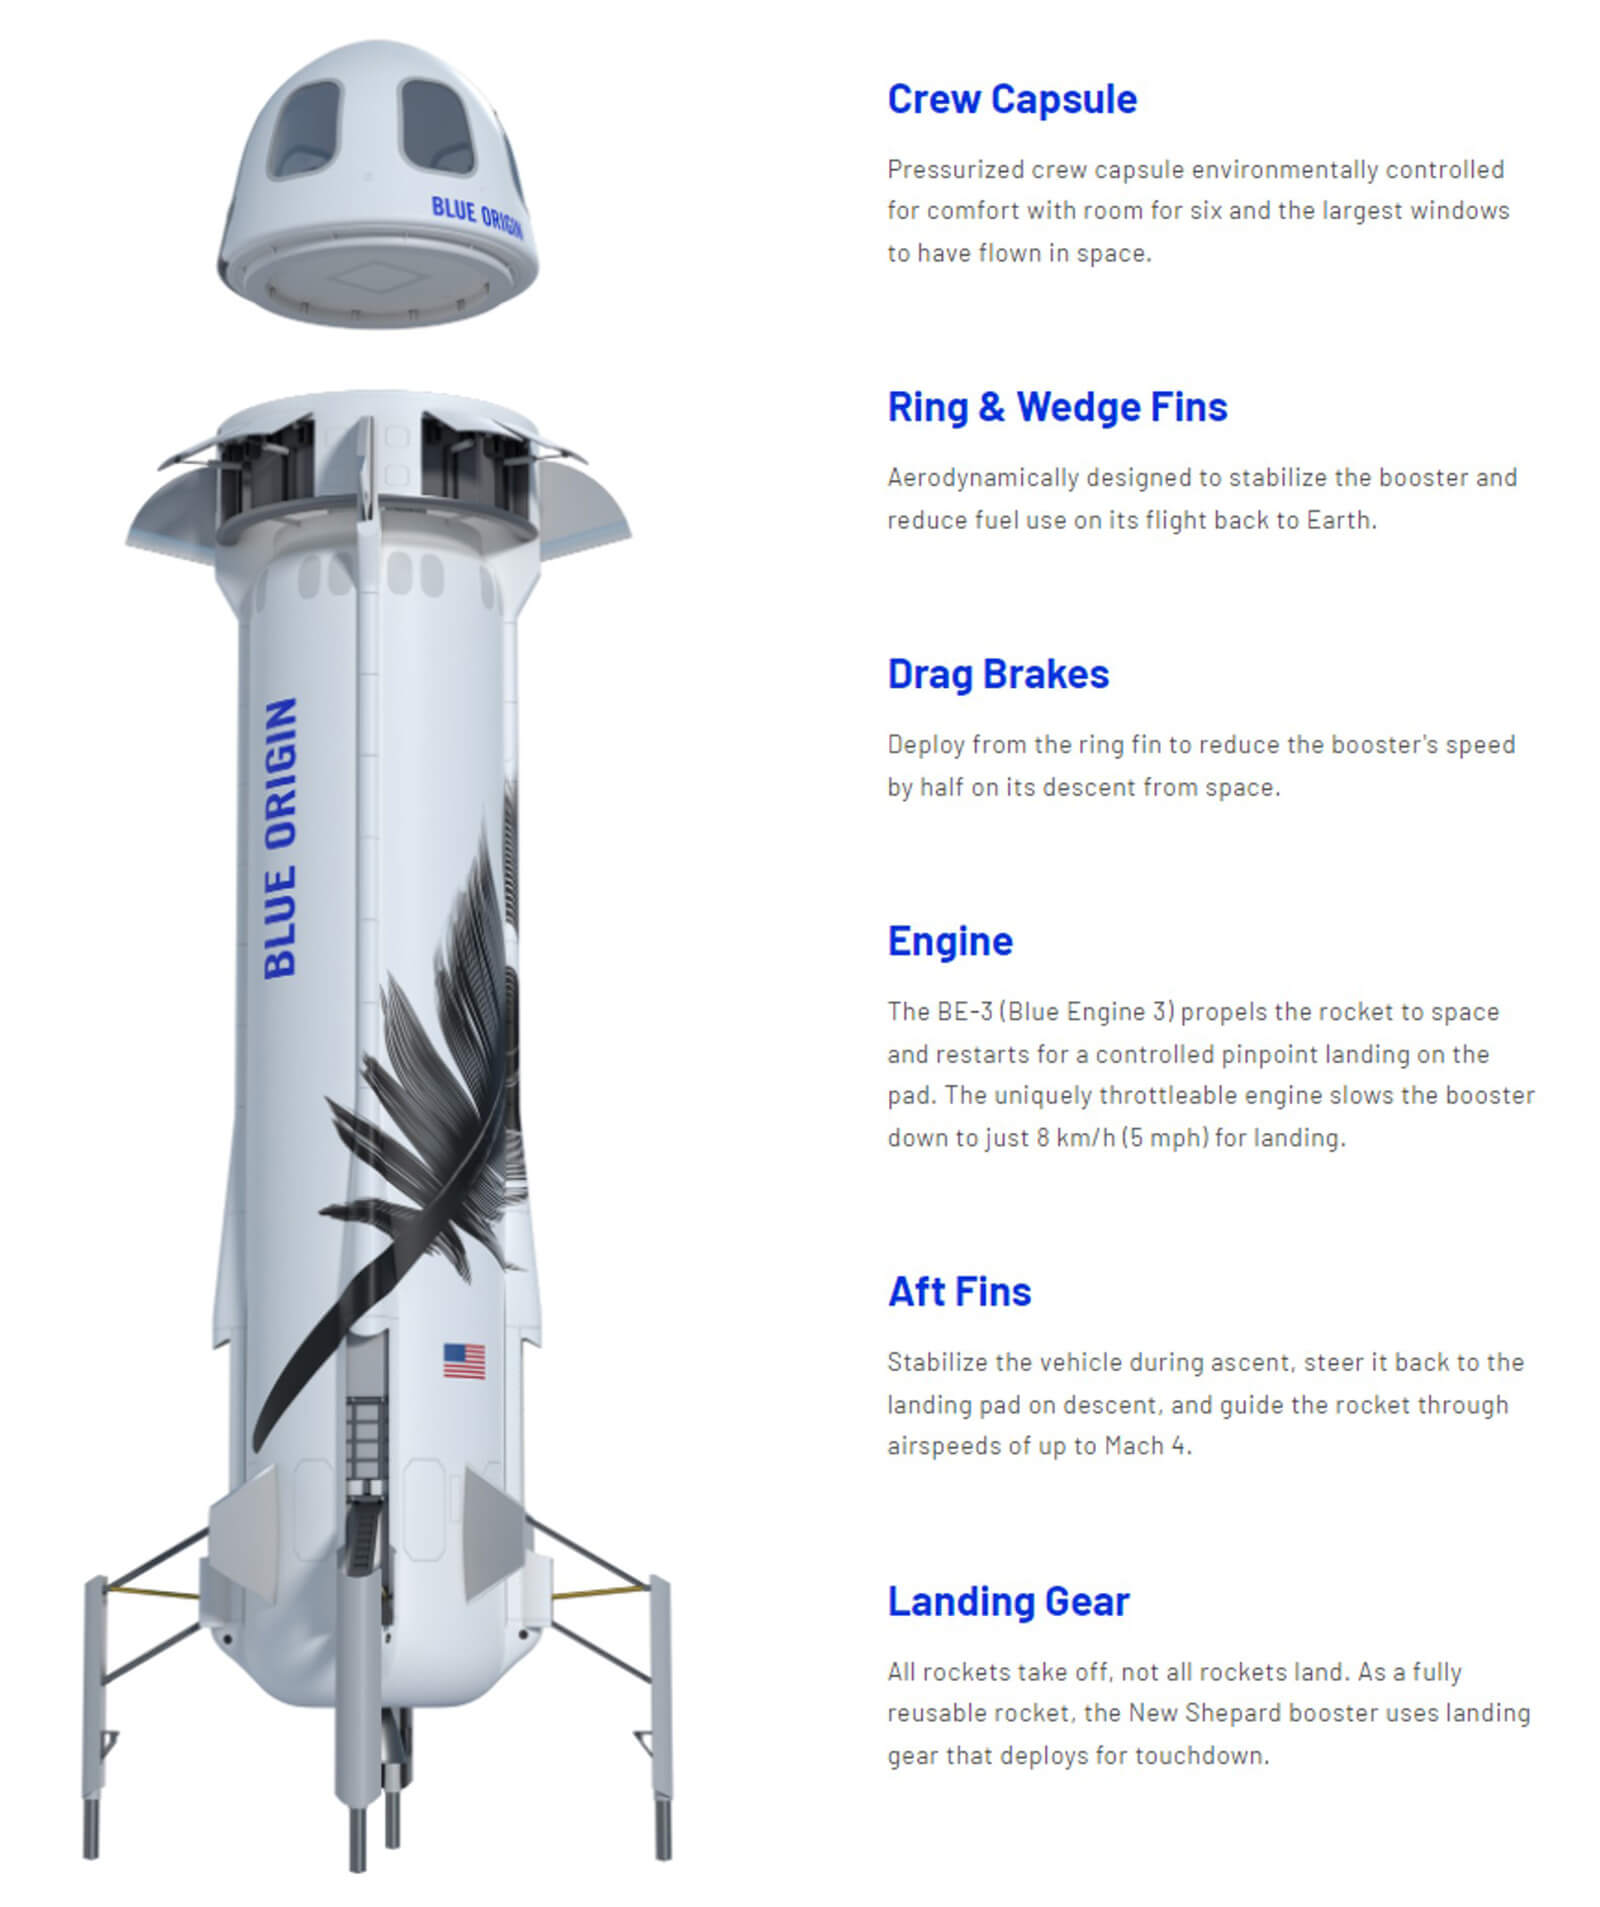 BLUE ORIGIN
BLUE ORIGIN
Crew Capsule
Pressurized crew capsule environmentally controlled
for comfort with room for six and the largest windows
to have flown in space.
Ring & Wedge Fins
Aerodynamically designed to stabilize the booster and
reduce fuel use on its flight back to Earth.
Drag Brakes
Deploy from the ring fin to reduce the booster's speed
by half on its descent from space.
Engine
The BE-3 (Blue Engine 3) propels the rocket to space
and restarts for a controlled pinpoint landing on the
pad. The uniquely throttleable engine slows the booster
down to just 8 km/h (5 mph) for landing.
Aft Fins
Stabilize the vehicle during ascent, steer it back to the
landing pad on descent, and guide the rocket through
airspeeds of up to Mach 4.
Landing Gear
All rockets take off, not all rockets land. As a fully
reusable rocket, the New Shepard booster uses landing
gear that deploys for touchdown.